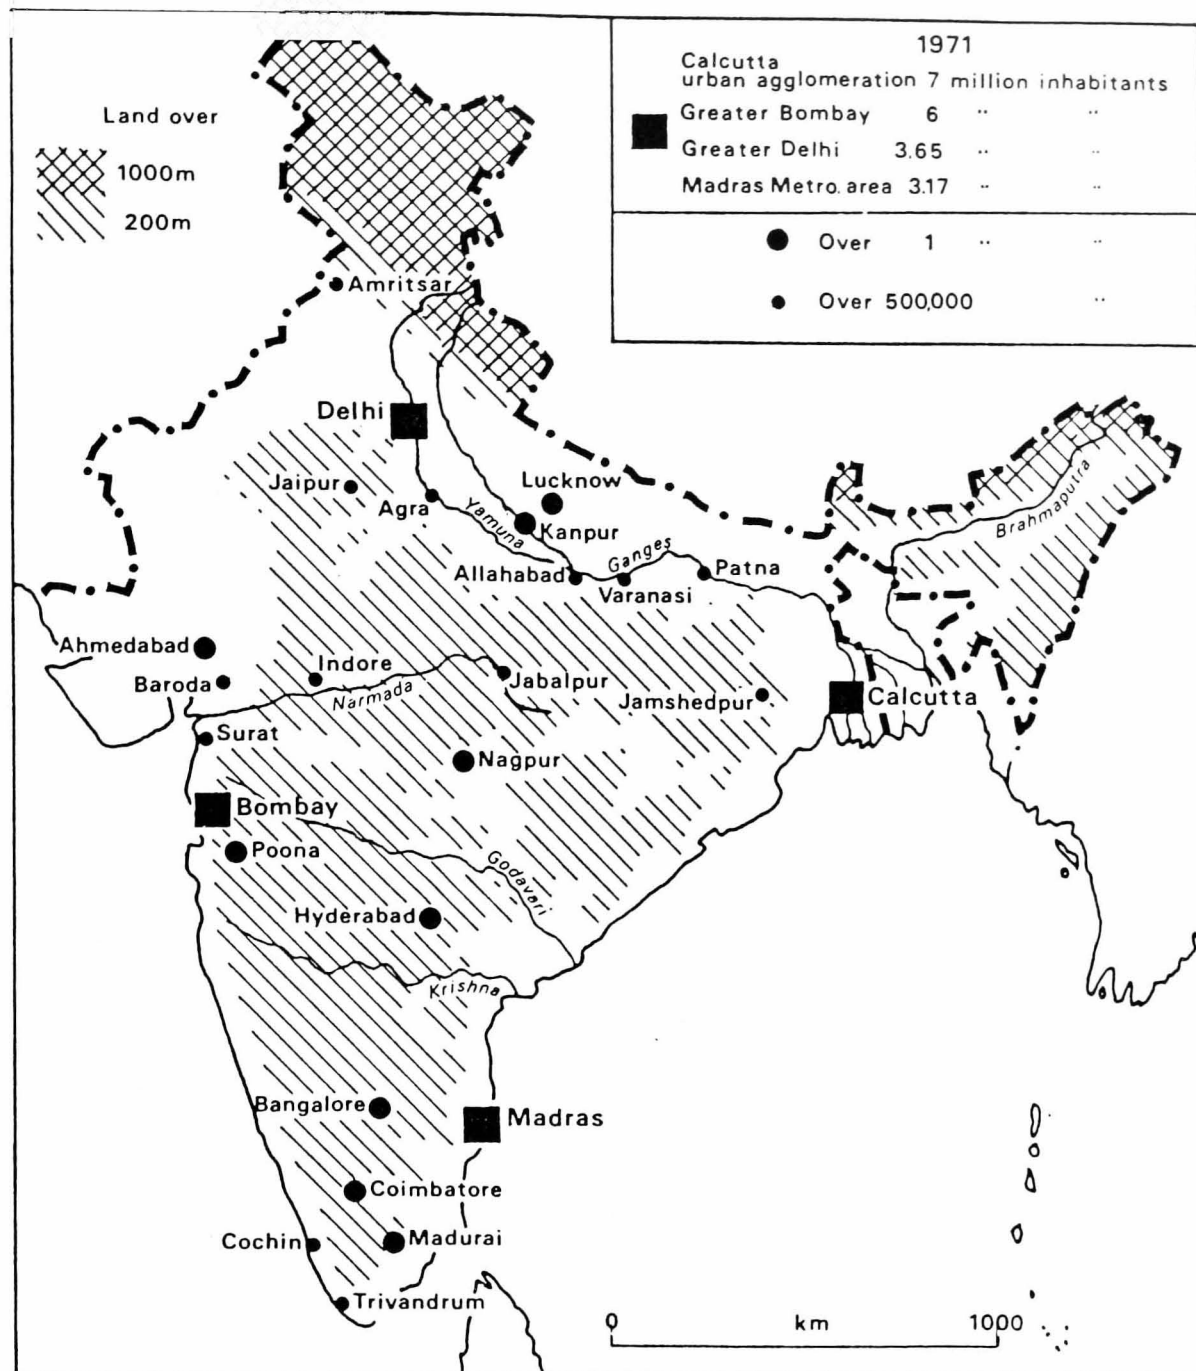 1971
Calcutta
urban agglomeration 7 million inhabitants
Greater Bombay 6 ·· ··
Greater Delhi 3.65 ·· ··
Madras Metro. area 3.17 ·· ··
Over 1 ·· ··
Over 500,000 ··
Land over
1000m
200m
Amritsar
Delhi
Jaipur
Agra
Lucknow
Kanpur
Yamuna
Ganges
Brahmaputra
Allahabad
Varanasi
Patna
Ahmedabad
Baroda
Indore
Narmada
Jabalpur
Jamshedpur
Calcutta
Surat
Nagpur
Bombay
Poona
Godavari
Hyderabad
Krishna
Bangalore
Madras
Coimbatore
Cochin
Madurai
Trivandrum
0 km 1000